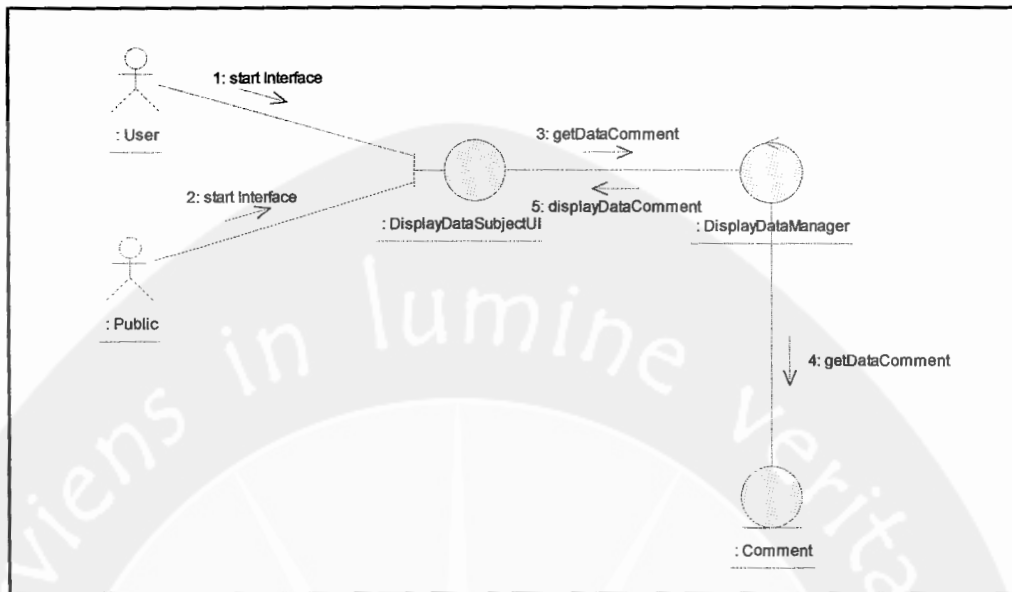 1: start Interface
: User
3: getDataComment
2: start Interface
5: displayDataComment
: DisplayDataSubjectUI
: DisplayDataManager
: Public
4: getDataComment
: Comment
viens in lumine verita